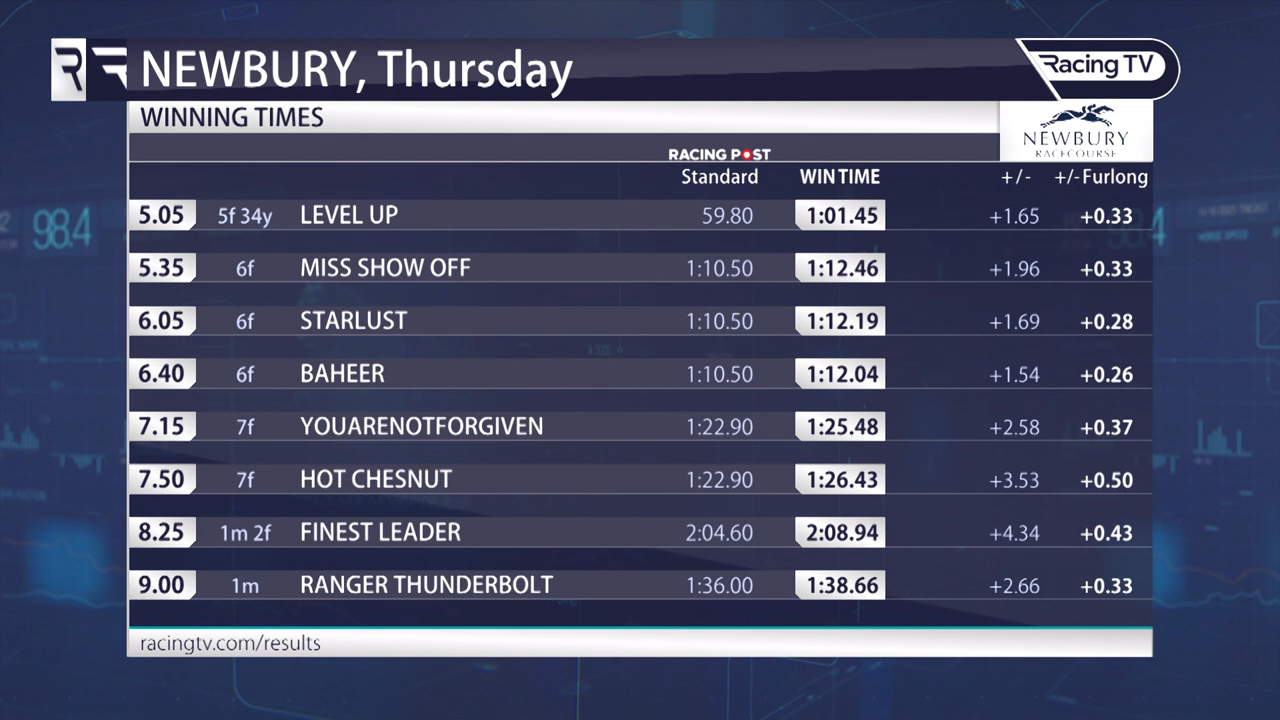 NEWBURY, Thursday
Racing TV
WINNING TIMES
NEWBURY
RACECOURSE
RACING POST
Standard WIN TIME +/- +/- Furlong
5.05 5f 34y LEVEL UP 59.80 1:01.45 +1.65 +0.33
5.35 6f MISS SHOW OFF 1:10.50 1:12.46 +1.96 +0.33
6.05 6f STARLUST 1:10.50 1:12.19 +1.69 +0.28
6.40 6f BAHEER 1:10.50 1:12.04 +1.54 +0.26
7.15 7f YOUARENOTFORGIVEN 1:22.90 1:25.48 +2.58 +0.37
7.50 7f HOT CHESNUT 1:22.90 1:26.43 +3.53 +0.50
8.25 1m 2f FINEST LEADER 2:04.60 2:08.94 +4.34 +0.43
9.00 1m RANGER THUNDERBOLT 1:36.00 1:38.66 +2.66 +0.33
racingtv.com/results
98.4